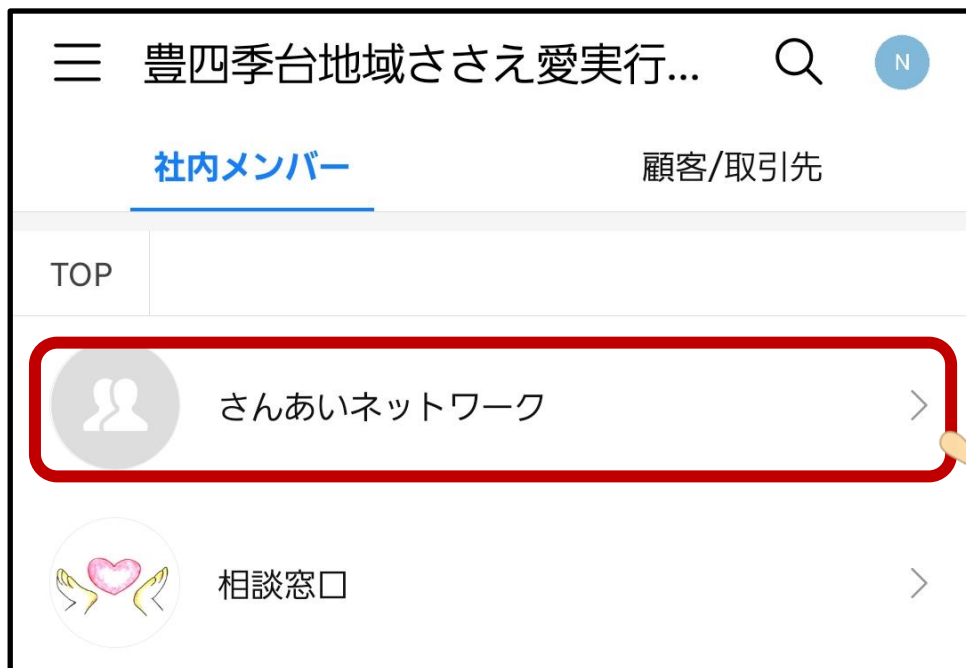 豊四季台地域ささえ愛実行...
N
社内メンバー
顧客/取引先
TOP
さんあいネットワーク
相談窓口